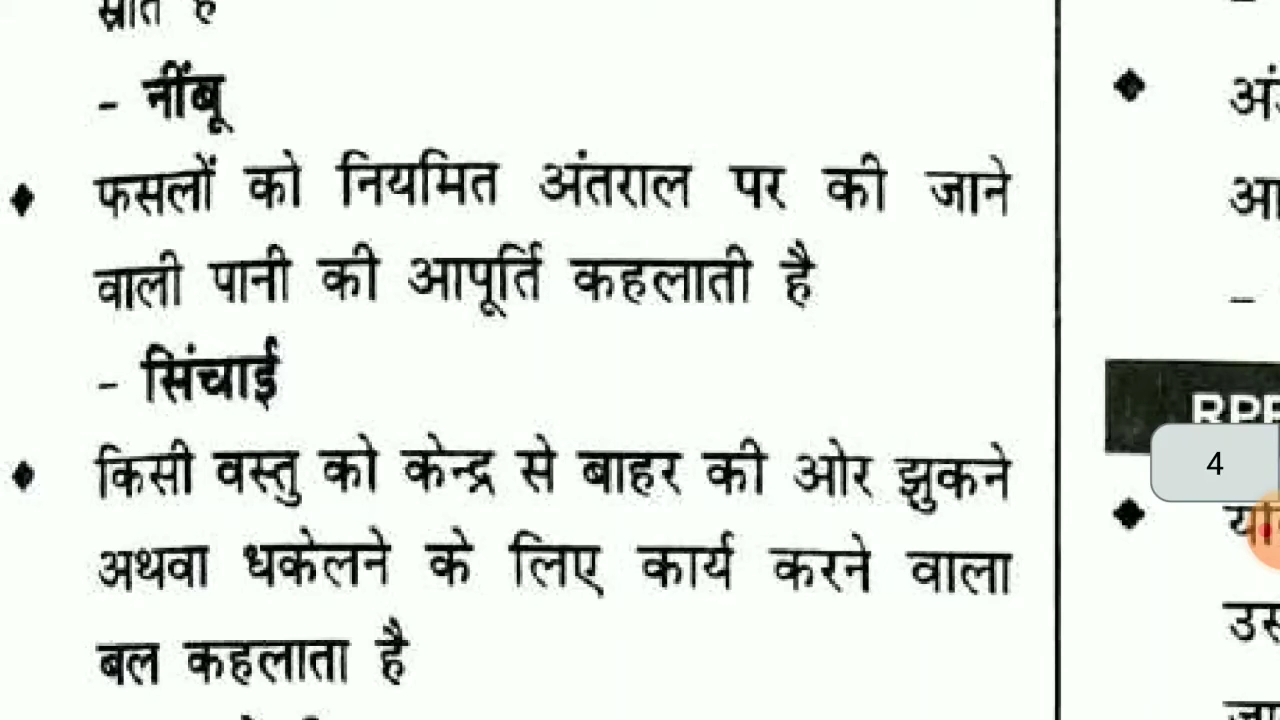 स्रोत है
- नींबू
♦ फसलों को नियमित अंतराल पर की जाने
वाली पानी की आपूर्ति कहलाती है
- सिंचाई
♦ किसी वस्तु को केन्द्र से बाहर की ओर झुकने
अथवा धकेलने के लिए कार्य करने वाला
बल कहलाता है
4